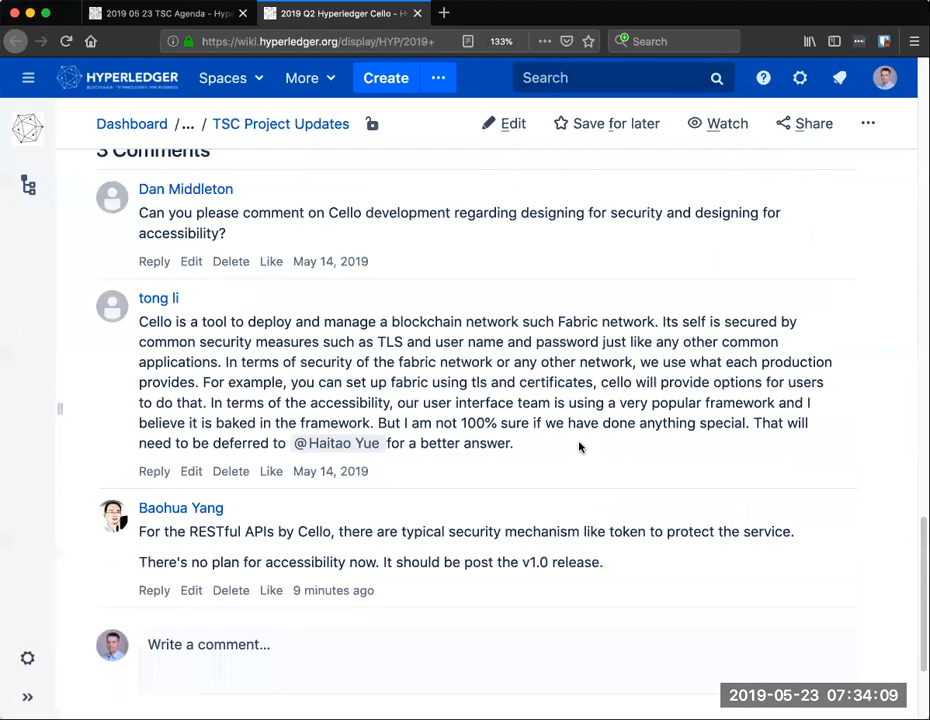 2019 05 23 TSC Agenda - Hype
2019 Q2 Hyperledger Cello - H
https://wiki.hyperledger.org/display/HYP/2019+
133%
Search
HYPERLEDGER
BLOCKCHAIN TECHNOLOGIES FOR BUSINESS
Spaces
More
Create
Search
Dashboard / ... / TSC Project Updates
Edit
Save for later
Watch
Share
3 Comments
Dan Middleton
Can you please comment on Cello development regarding designing for security and designing for
accessibility?
Reply Edit Delete Like May 14, 2019
tong li
Cello is a tool to deploy and manage a blockchain network such Fabric network. Its self is secured by
common security measures such as TLS and user name and password just like any other common
applications. In terms of security of the fabric network or any other network, we use what each production
provides. For example, you can set up fabric using tls and certificates, cello will provide options for users
to do that. In terms of the accessibility, our user interface team is using a very popular framework and I
believe it is baked in the framework. But I am not 100% sure if we have done anything special. That will
need to be deferred to @Haitao Yue for a better answer.
Reply Edit Delete Like May 14, 2019
Baohua Yang
For the RESTful APIs by Cello, there are typical security mechanism like token to protect the service.
There's no plan for accessibility now. It should be post the v1.0 release.
Reply Edit Delete Like 9 minutes ago
Write a comment...
2019-05-23 07:34:09